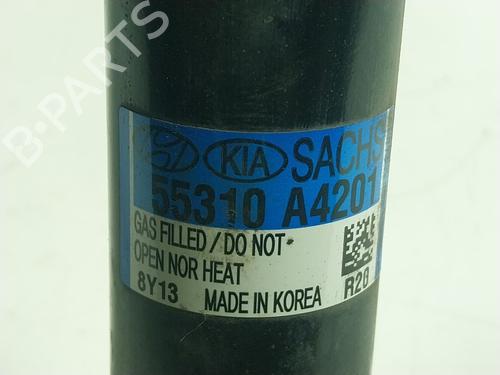 B-PARTS
KIA SACHS
55310 A4201
GAS FILLED / DO NOT
OPEN NOR HEAT
8Y13 MADE IN KOREA R20